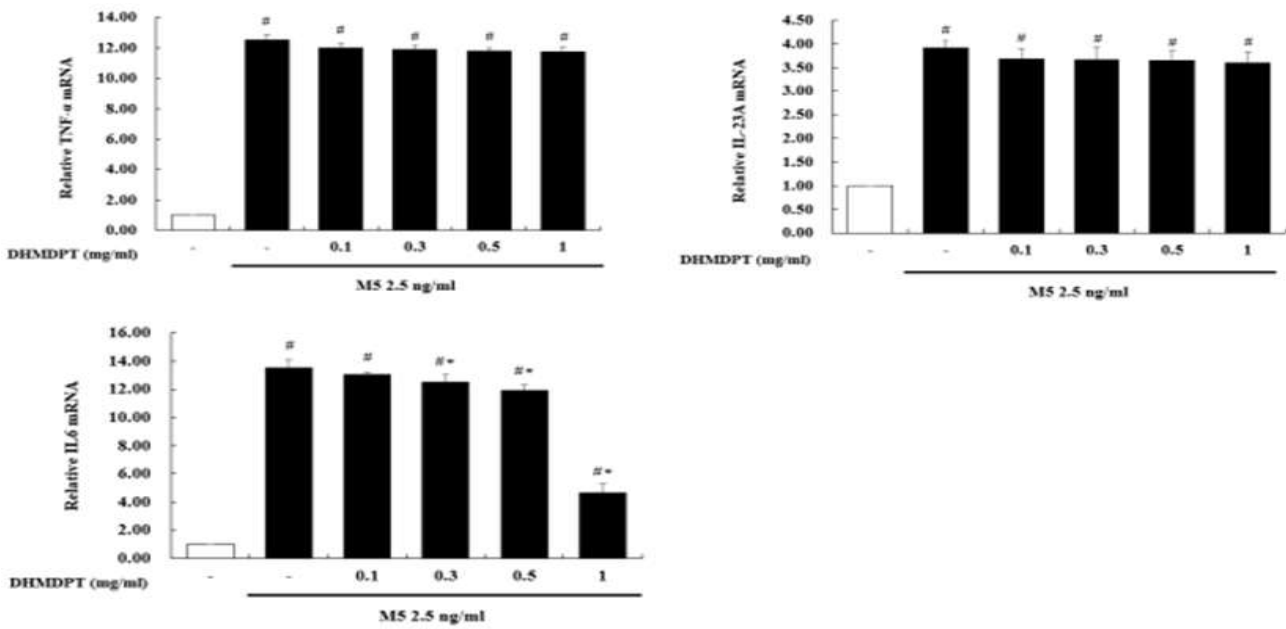 Relative TNF-α mRNA
14.00
12.00
10.00
8.00
6.00
4.00
2.00
0.00
# # # # #
- - 0.1 0.3 0.5 1
DHMDPT (mg/ml)
M5 2.5 ng/ml
Relative IL-23A mRNA
4.50
4.00
3.50
3.00
2.50
2.00
1.50
1.00
0.50
0.00
# # # # #
- - 0.1 0.3 0.5 1
DHMDPT (mg/ml)
M5 2.5 ng/ml
Relative IL6 mRNA
16.00
14.00
12.00
10.00
8.00
6.00
4.00
2.00
0.00
# # #* #* #*
- - 0.1 0.3 0.5 1
DHMDPT (mg/ml)
M5 2.5 ng/ml